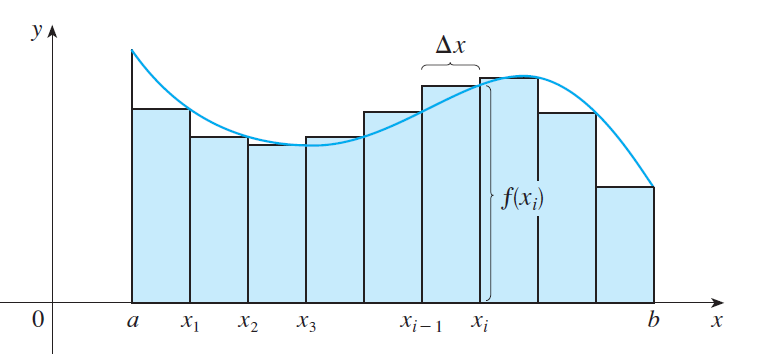 y
Δx
f(xᵢ)
0 a x₁ x₂ x₃ xᵢ₋₁ xᵢ b x